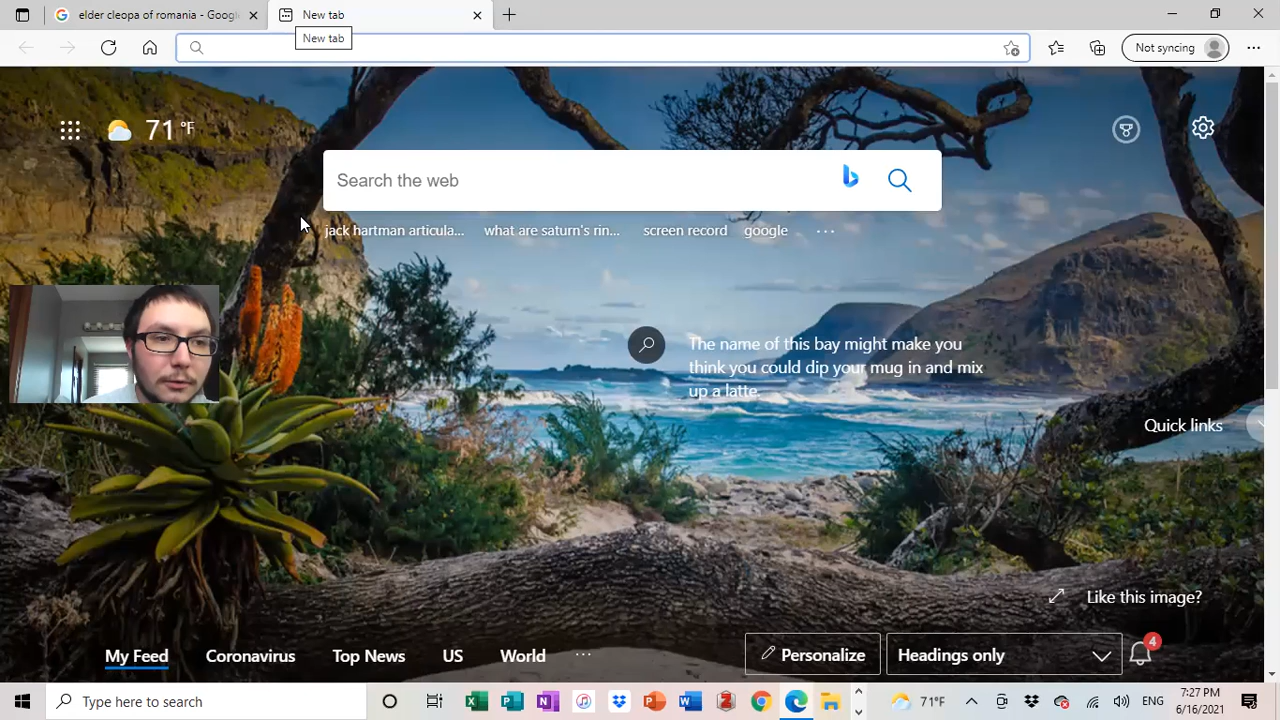 elder cleopa of romania - Googl
New tab
New tab
Not syncing
71 °F
Search the web
jack hartman articula... what are saturn's rin... screen record google ...
The name of this bay might make you
think you could dip your mug in and mix
up a latte.
Quick links
Like this image?
My Feed Coronavirus Top News US World ...
Personalize Headings only 4
Type here to search
71°F ENG
7:27 PM
6/16/2021